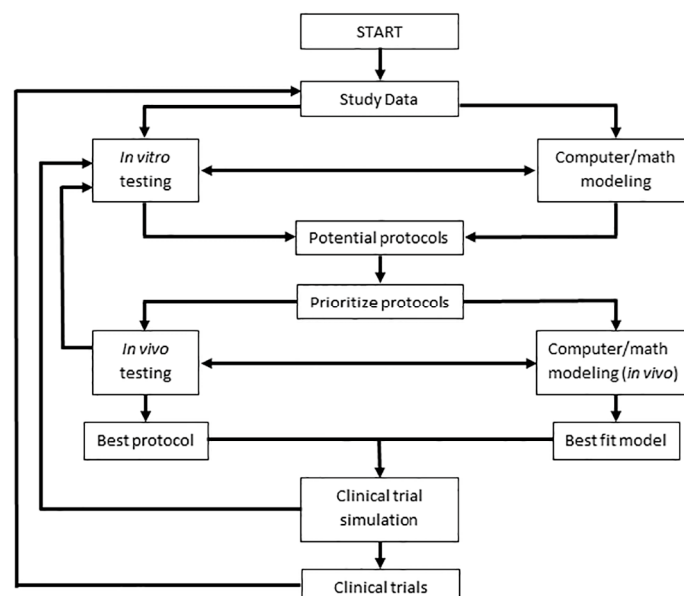 START
Study Data
In vitro
testing
Computer/math
modeling
Potential protocols
Prioritize protocols
In vivo
testing
Computer/math
modeling (in vivo)
Best protocol
Best fit model
Clinical trial
simulation
Clinical trials